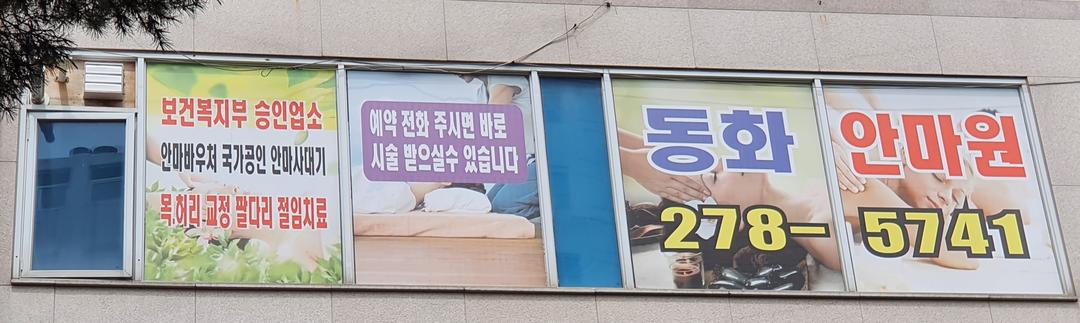 보건복지부 승인업소
안마바우처 국가공인 안마사대기
목.허리 교정 팔다리 절임치료
예약 전화 주시면 바로
시술 받으실수 있습니다
동화 안마원
278-5741